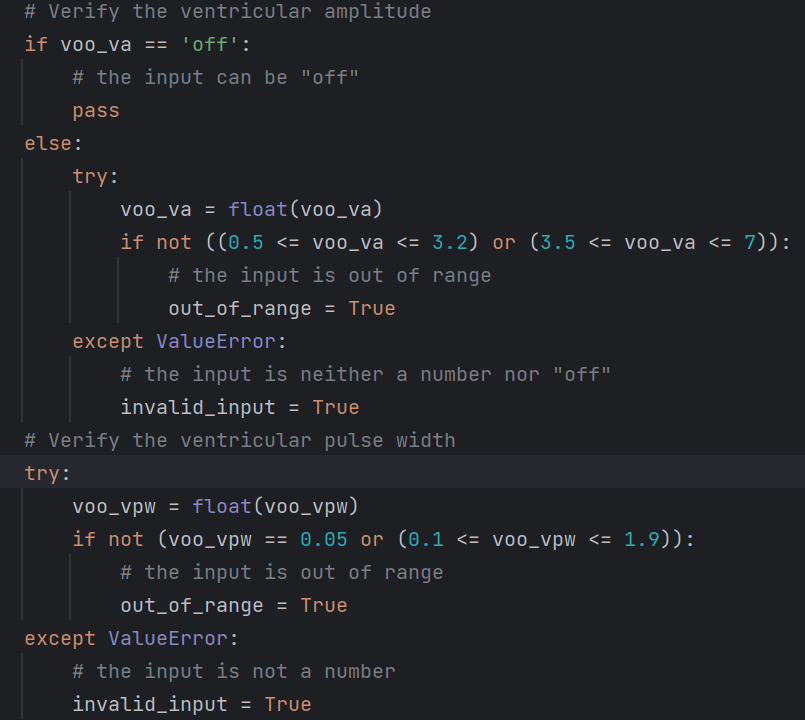 # Verify the ventricular amplitude
if voo_va == 'off':
    # the input can be "off"
    pass
else:
    try:
        voo_va = float(voo_va)
        if not ((0.5 <= voo_va <= 3.2) or (3.5 <= voo_va <= 7)):
            # the input is out of range
            out_of_range = True
    except ValueError:
        # the input is neither a number nor "off"
        invalid_input = True
# Verify the ventricular pulse width
try:
    voo_vpw = float(voo_vpw)
    if not (voo_vpw == 0.05 or (0.1 <= voo_vpw <= 1.9)):
        # the input is out of range
        out_of_range = True
except ValueError:
    # the input is not a number
    invalid_input = True